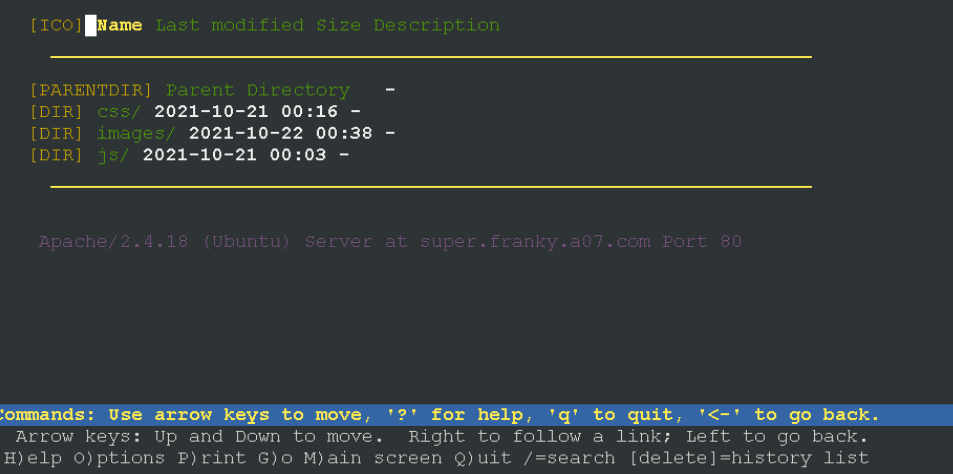 [ICO] Name Last modified Size Description
[PARENTDIR] Parent Directory -
[DIR] css/ 2021-10-21 00:16 -
[DIR] images/ 2021-10-22 00:38 -
[DIR] js/ 2021-10-21 00:03 -
Apache/2.4.18 (Ubuntu) Server at super.franky.a07.com Port 80
Commands: Use arrow keys to move, '?' for help, 'q' to quit, '<-' to go back.
Arrow keys: Up and Down to move. Right to follow a link; Left to go back.
H)elp O)ptions P)rint G)o M)ain screen Q)uit /=search [delete]=history list